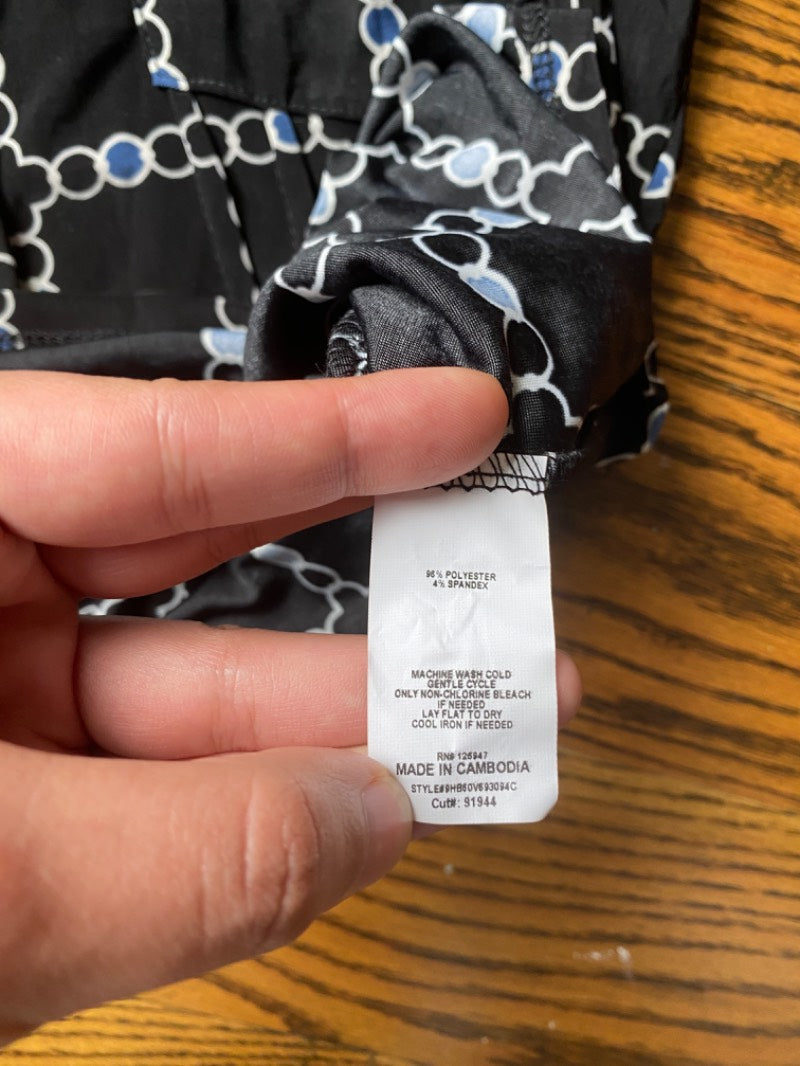 96% POLYESTER
4% SPANDEX
MACHINE WASH COLD
GENTLE CYCLE
ONLY NON-CHLORINE BLEACH
IF NEEDED
LAY FLAT TO DRY
COOL IRON IF NEEDED
RN# 126947
MADE IN CAMBODIA
STYLE#9HB60V693094C
Cut#: 91944